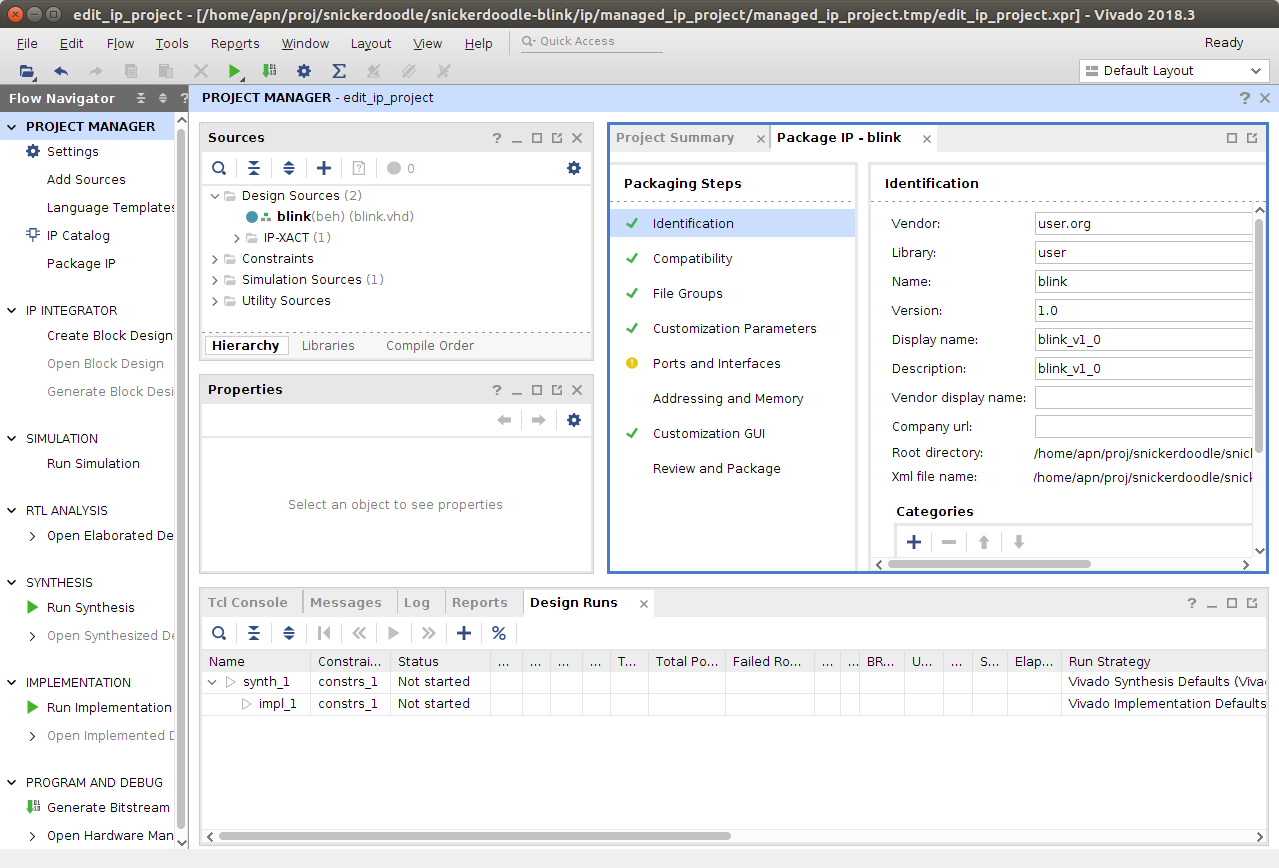 edit_ip_project - [/home/apn/proj/snickerdoodle/snickerdoodle-blink/ip/managed_ip_project/managed_ip_project.tmp/edit_ip_project.xpr] - Vivado 2018.3
File Edit Flow Tools Reports Window Layout View Help Quick Access Ready
Default Layout
Flow Navigator
PROJECT MANAGER
Settings
Add Sources
Language Templates
IP Catalog
Package IP
IP INTEGRATOR
Create Block Design
Open Block Design
Generate Block Desi
SIMULATION
Run Simulation
RTL ANALYSIS
Open Elaborated De
SYNTHESIS
Run Synthesis
Open Synthesized De
IMPLEMENTATION
Run Implementation
Open Implemented D
PROGRAM AND DEBUG
Generate Bitstream
Open Hardware Man
PROJECT MANAGER - edit_ip_project
Sources
0
Design Sources (2)
blink(beh) (blink.vhd)
IP-XACT (1)
Constraints
Simulation Sources (1)
Utility Sources
Hierarchy Libraries Compile Order
Properties
Select an object to see properties
Project Summary Package IP - blink
Packaging Steps
Identification
Compatibility
File Groups
Customization Parameters
Ports and Interfaces
Addressing and Memory
Customization GUI
Review and Package
Identification
Vendor: user.org
Library: user
Name: blink
Version: 1.0
Display name: blink_v1_0
Description: blink_v1_0
Vendor display name:
Company url:
Root directory: /home/apn/proj/snickerdoodle/snicl
Xml file name: /home/apn/proj/snickerdoodle/snick
Categories
Tcl Console Messages Log Reports Design Runs
Name Constrai... Status ... ... ... ... T... Total Po... Failed Ro... ... ... BR... U... ... S... Elap... Run Strategy
synth_1 constrs_1 Not started Vivado Synthesis Defaults (Viva
impl_1 constrs_1 Not started Vivado Implementation Defaults